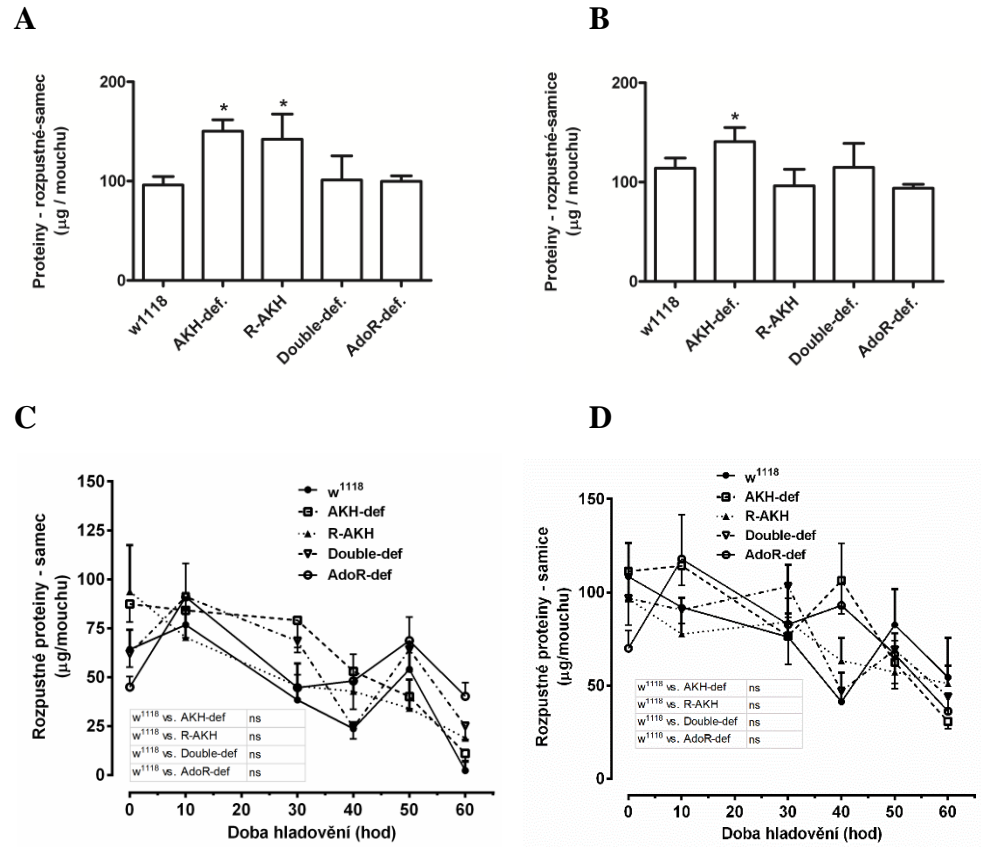 A
B
Proteiny - rozpustné-samec
(µg / mouchu)
200
100
0
*
*
w1118
AKH-def.
R-AKH
Double-def.
AdoR-def.
Proteiny - rozpustné-samice
(µg / mouchu)
200
100
0
*
w1118
AKH-def.
R-AKH
Double-def.
AdoR-def.
C
D
Rozpustné proteiny - samec
(µg/mouchu)
150
125
100
75
50
25
0
w1118
AKH-def
R-AKH
Double-def
AdoR-def
w1118 vs. AKH-def ns
w1118 vs. R-AKH ns
w1118 vs. Double-def ns
w1118 vs. AdoR-def ns
0 10 20 30 40 50 60
Doba hladovění (hod)
Rozpustné proteiny - samice
(µg/mouchu)
150
100
50
0
w1118
AKH-def
R-AKH
Double-def
AdoR-def
w1118 vs. AKH-def ns
w1118 vs. R-AKH ns
w1118 vs. Double-def ns
w1118 vs. AdoR-def ns
0 10 20 30 40 50 60
Doba hladovění (hod)